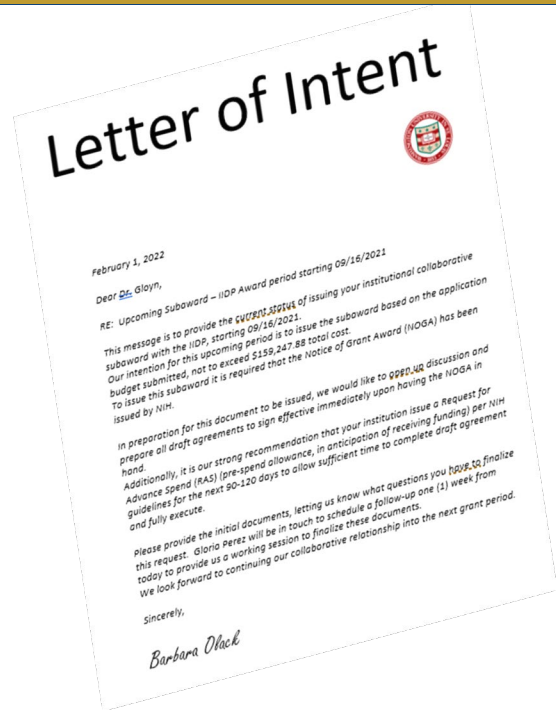 Letter of Intent
WASHINGTON UNIVERSITY IN ST. LOUIS
February 1, 2022
Dear Dr. Gloyn,
RE:  Upcoming Subaward – IIDP Award period starting 09/16/2021
This message is to provide the current status of issuing your institutional collaborative
subaward with the IIDP, starting 09/16/2021.
Our intention for this upcoming period is to issue the subaward based on the application
budget submitted, not to exceed $159,247.88 total cost.
To issue this subaward it is required that the Notice of Grant Award (NOGA) has been
issued by NIH.
In preparation for this document to be issued, we would like to open up discussion and
prepare all draft agreements to sign effective immediately upon having the NOGA in
hand.
Additionally, it is our strong recommendation that your institution issue a Request for
Advance Spend (RAS) (pre-spend allowance, in anticipation of receiving funding) per NIH
guidelines for the next 90-120 days to allow sufficient time to complete draft agreement
and fully execute.
Please provide the initial documents, letting us know what questions you have to finalize
this request.  Gloria Perez will be in touch to schedule a follow-up one (1) week from
today to provide us a working session to finalize these documents.
We look forward to continuing our collaborative relationship into the next grant period.
Sincerely,
Barbara Olack